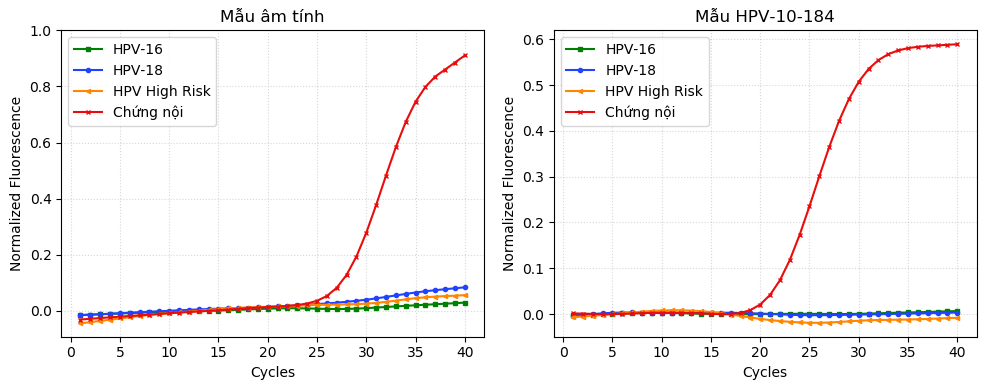 Mẫu âm tính
Normalized Fluorescence
1.0
0.8
0.6
0.4
0.2
0.0
HPV-16
HPV-18
HPV High Risk
Chứng nội
0 5 10 15 20 25 30 35 40
Cycles
Mẫu HPV-10-184
Normalized Fluorescence
0.6
0.5
0.4
0.3
0.2
0.1
0.0
HPV-16
HPV-18
HPV High Risk
Chứng nội
0 5 10 15 20 25 30 35 40
Cycles